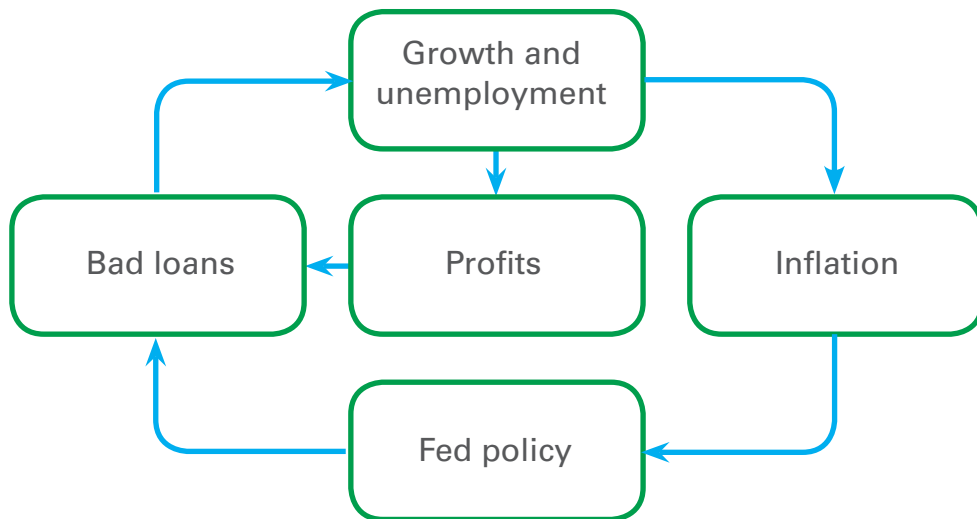 Growth and
unemployment
Bad loans
Profits
Inflation
Fed policy